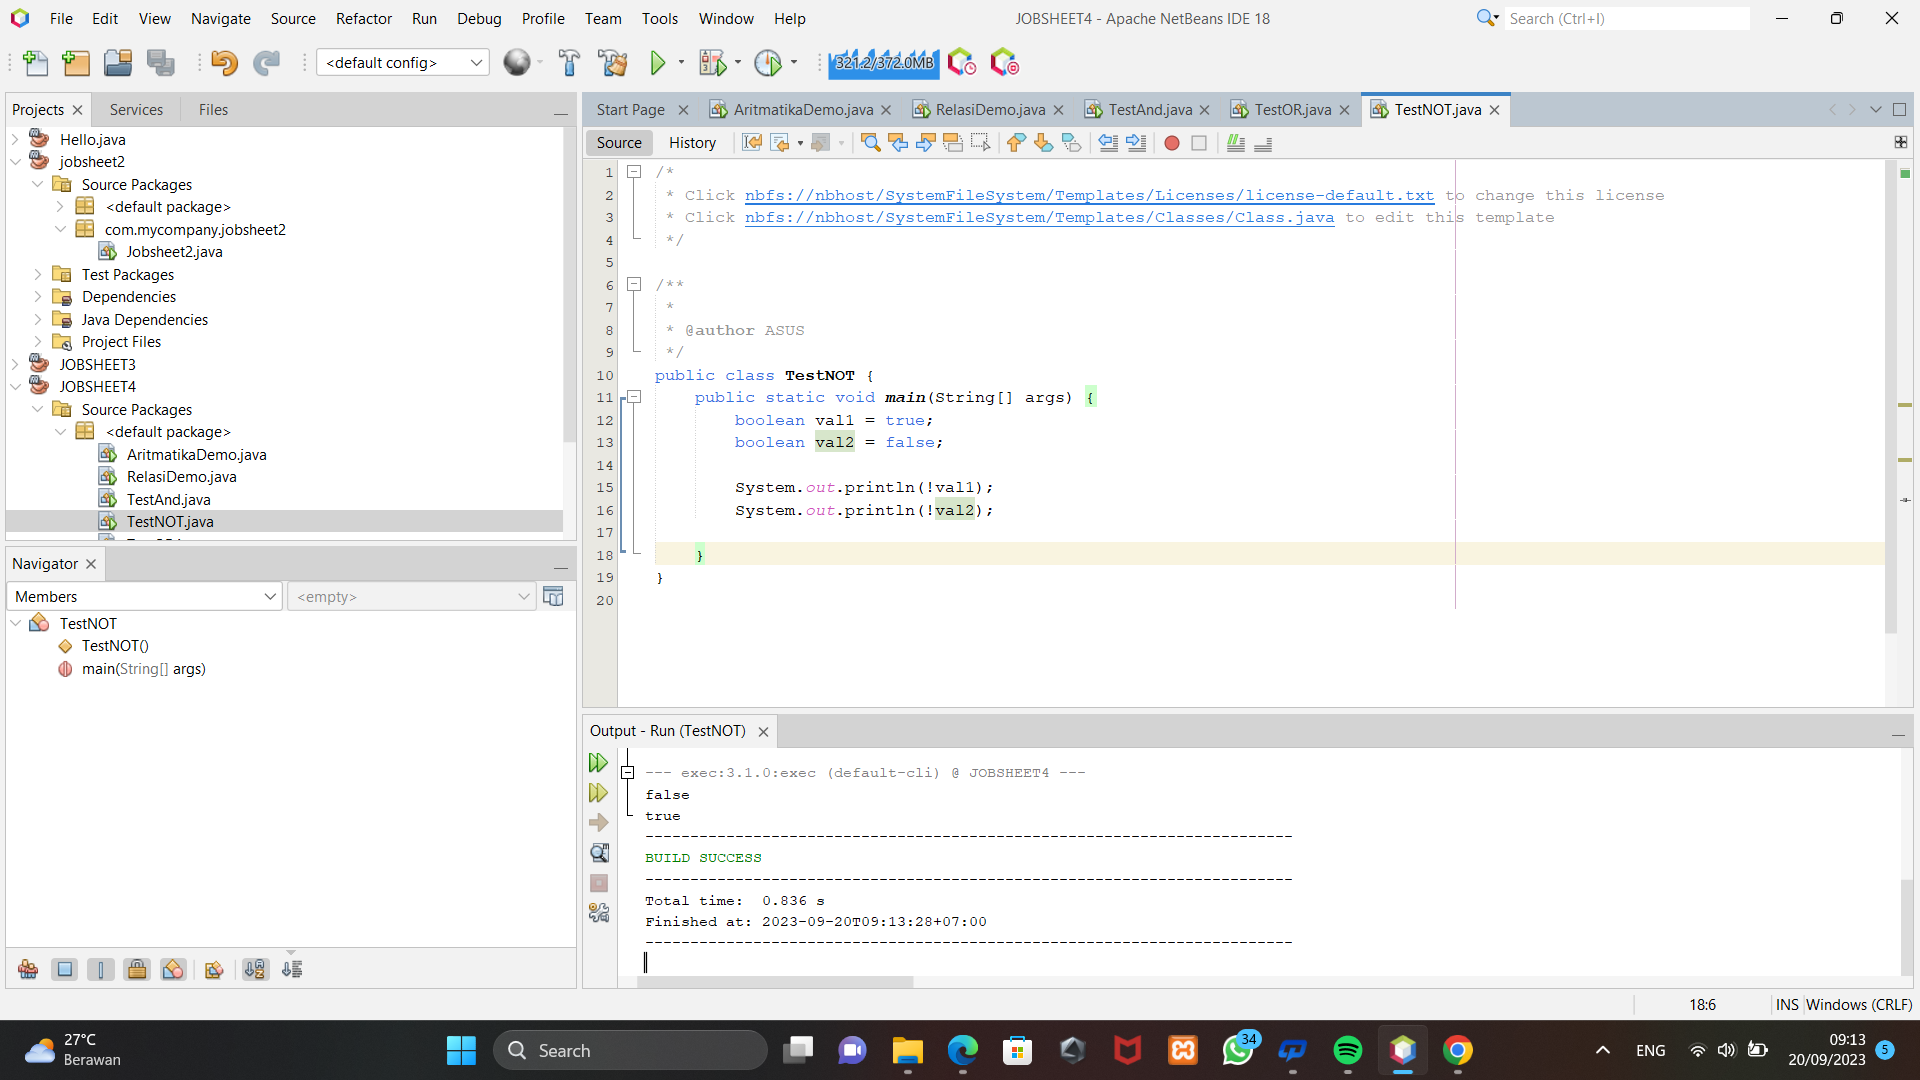 File Edit View Navigate Source Refactor Run Debug Profile Team Tools Window Help
JOBSHEET4 - Apache NetBeans IDE 18
Search (Ctrl+I)
<default config>
321.2/372.0MB
Projects
Services
Files
Hello.java
jobsheet2
Source Packages
<default package>
com.mycompany.jobsheet2
Jobsheet2.java
Test Packages
Dependencies
Java Dependencies
Project Files
JOBSHEET3
JOBSHEET4
Source Packages
<default package>
AritmatikaDemo.java
RelasiDemo.java
TestAnd.java
TestNOT.java
Navigator
Members
<empty>
TestNOT
TestNOT()
main(String[] args)
Start Page
AritmatikaDemo.java
RelasiDemo.java
TestAnd.java
TestOR.java
TestNOT.java
Source
History
1 /*
2 * Click nbfs://nbhost/SystemFileSystem/Templates/Licenses/license-default.txt to change this license
3 * Click nbfs://nbhost/SystemFileSystem/Templates/Classes/Class.java to edit this template
4 */
5
6 /**
7 *
8 * @author ASUS
9 */
10 public class TestNOT {
11 public static void main(String[] args) {
12 boolean val1 = true;
13 boolean val2 = false;
14
15 System.out.println(!val1);
16 System.out.println(!val2);
17
18 }
19 }
20
Output - Run (TestNOT)
--- exec:3.1.0:exec (default-cli) @ JOBSHEET4 ---
false
true
------------------------------------------------------------------------
BUILD SUCCESS
------------------------------------------------------------------------
Total time: 0.836 s
Finished at: 2023-09-20T09:13:28+07:00
------------------------------------------------------------------------
18:6
INS
Windows (CRLF)
27°C
Berawan
Search
34
ENG
09:13
20/09/2023
5